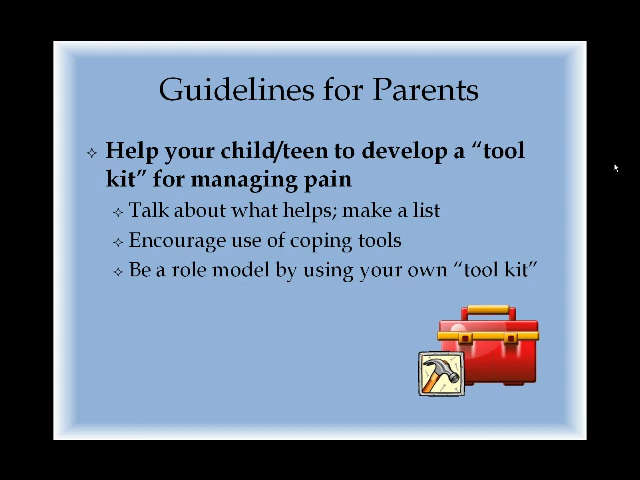 Guidelines for Parents
Help your child/teen to develop a “tool
kit” for managing pain
Talk about what helps; make a list
Encourage use of coping tools
Be a role model by using your own “tool kit”